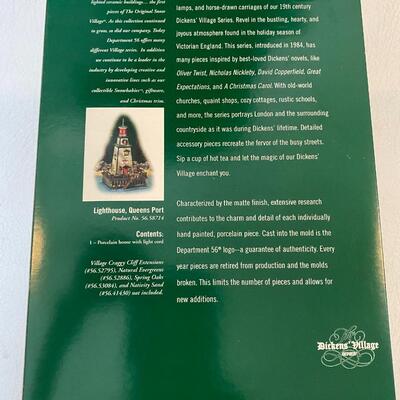 lighted ceramic buildings... the first
pieces of The Original Snow
Village®. As this collection continued
to grow, so did our company. Today
Department 56 offers many
different Village series. In addition
we continue to be a leader in the
industry by developing creative and
innovative lines such as our
collectible Snowbabies™, giftware,
and Christmas trim.
Lighthouse, Queens Port
Product No. 56.58714
Contents:
1 – Porcelain house with light cord
Village Craggy Cliff Extensions
(#56.52795), Natural Evergreens
(#56.52886), Spring Oaks
(#56.53084), and Nativity Sand
(#56.41430) not included.
lamps, and horse-drawn carriages of our 19th century
Dickens' Village Series. Revel in the bustling, hearty, and
joyous atmosphere found in the holiday season of
Victorian England. This series, introduced in 1984, has
many pieces inspired by best-loved Dickens' novels, like
Oliver Twist, Nicholas Nickleby, David Copperfield, Great
Expectations, and A Christmas Carol. With old-world
churches, quaint shops, cozy cottages, rustic schools,
and more, the series portrays London and the surrounding
countryside as it was during Dickens' lifetime. Detailed
accessory pieces recreate the fervor of the busy streets.
Sip a cup of hot tea and let the magic of our Dickens'
Village enchant you.
Characterized by the matte finish, extensive research
contributes to the charm and detail of each individually
hand painted, porcelain piece. Cast into the mold is the
Department 56® logo–a guarantee of authenticity. Every
year pieces are retired from production and the molds
broken. This limits the number of pieces and allows for
new additions.
Dickens' Village